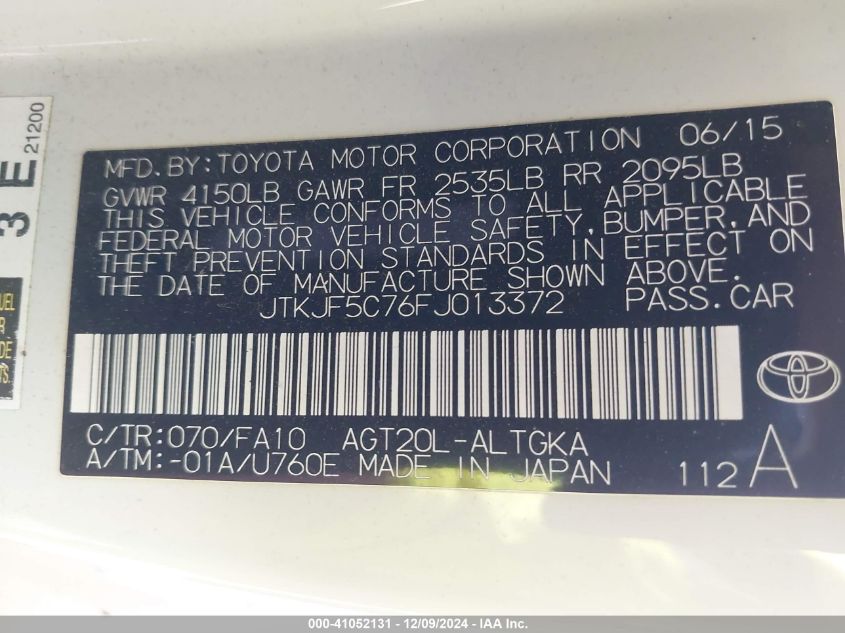 3 E
21200
UEL
R
DE
TS.
MFD. BY: TOYOTA MOTOR CORPORATION 06/15
GVWR 4150LB GAWR FR 2535LB RR 2095LB
THIS VEHICLE CONFORMS TO ALL APPLICABLE
FEDERAL MOTOR VEHICLE SAFETY, BUMPER, AND
THEFT PREVENTION STANDARDS IN EFFECT ON
THE DATE OF MANUFACTURE SHOWN ABOVE.
JTKJF5C76FJ013372 PASS. CAR
C/TR: 070/FA10 AGT20L-ALTGKA
A/TM: -01A/U760E MADE IN JAPAN 112 A
000-41052131 - 12/09/2024 - IAA Inc.